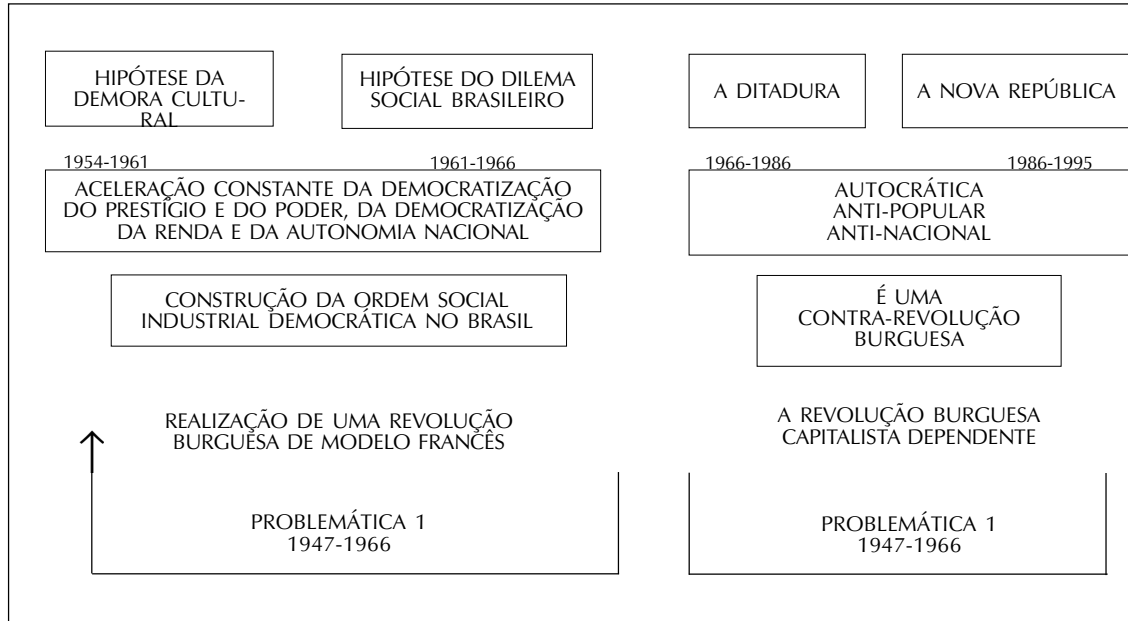 HIPÓTESE DA
DEMORA CULTU-
RAL
HIPÓTESE DO DILEMA
SOCIAL BRASILEIRO
A DITADURA
A NOVA REPÚBLICA
1954-1961
1961-1966
1966-1986
1986-1995
ACELERAÇÃO CONSTANTE DA DEMOCRATIZAÇÃO
DO PRESTÍGIO E DO PODER, DA DEMOCRATIZAÇÃO
DA RENDA E DA AUTONOMIA NACIONAL
AUTOCRÁTICA
ANTI-POPULAR
ANTI-NACIONAL
CONSTRUÇÃO DA ORDEM SOCIAL
INDUSTRIAL DEMOCRÁTICA NO BRASIL
É UMA
CONTRA-REVOLUÇÃO
BURGUESA
REALIZAÇÃO DE UMA REVOLUÇÃO
BURGUESA DE MODELO FRANCÊS
A REVOLUÇÃO BURGUESA
CAPITALISTA DEPENDENTE
PROBLEMÁTICA 1
1947-1966
PROBLEMÁTICA 1
1947-1966